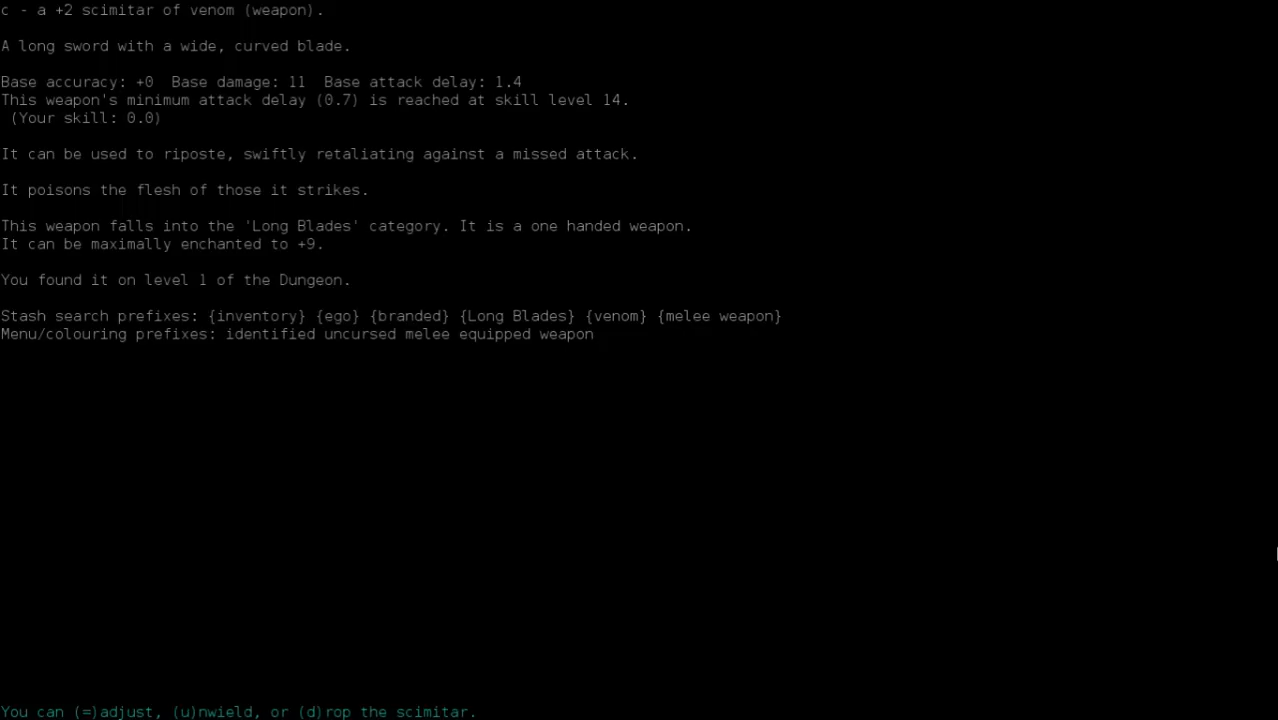 c - a +2 scimitar of venom (weapon).
A long sword with a wide, curved blade.
Base accuracy: +0  Base damage: 11  Base attack delay: 1.4
This weapon's minimum attack delay (0.7) is reached at skill level 14.
(Your skill: 0.0)
It can be used to riposte, swiftly retaliating against a missed attack.
It poisons the flesh of those it strikes.
This weapon falls into the 'Long Blades' category. It is a one handed weapon.
It can be maximally enchanted to +9.
You found it on level 1 of the Dungeon.
Stash search prefixes: {inventory} {ego} {branded} {Long Blades} {venom} {melee weapon}
Menu/colouring prefixes: identified uncursed melee equipped weapon
You can (=)adjust, (u)nwield, or (d)rop the scimitar.